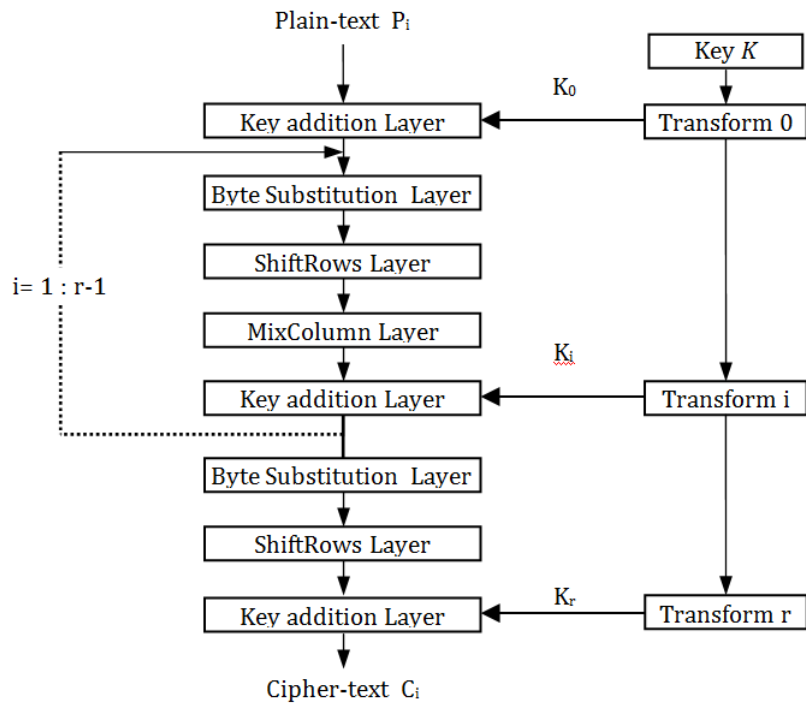 Plain-text Pᵢ
Key K
K₀
Key addition Layer
Transform 0
Byte Substitution Layer
ShiftRows Layer
i= 1 : r-1
MixColumn Layer
Kᵢ
Key addition Layer
Transform i
Byte Substitution Layer
ShiftRows Layer
Kᵣ
Key addition Layer
Transform r
Cipher-text Cᵢ